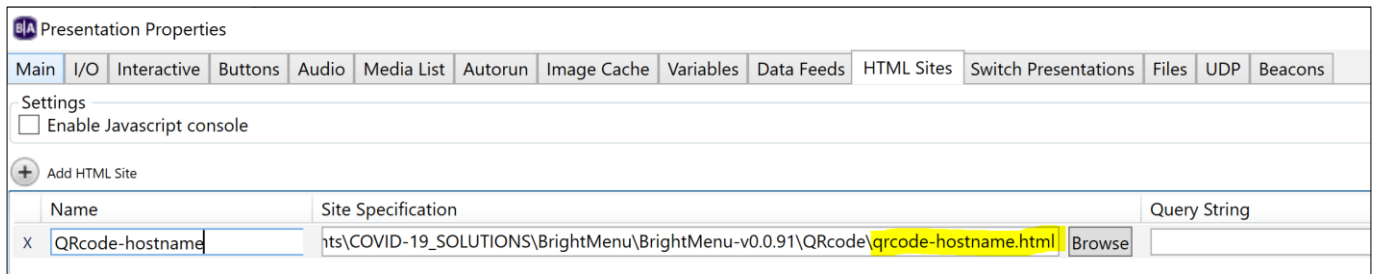 B|A Presentation Properties
Main I/O Interactive Buttons Audio Media List Autorun Image Cache Variables Data Feeds HTML Sites Switch Presentations Files UDP Beacons
Settings
Enable Javascript console
+ Add HTML Site
Name Site Specification Query String
X QRcode-hostname nts\COVID-19_SOLUTIONS\BrightMenu\BrightMenu-v0.0.91\QRcode\qrcode-hostname.html Browse